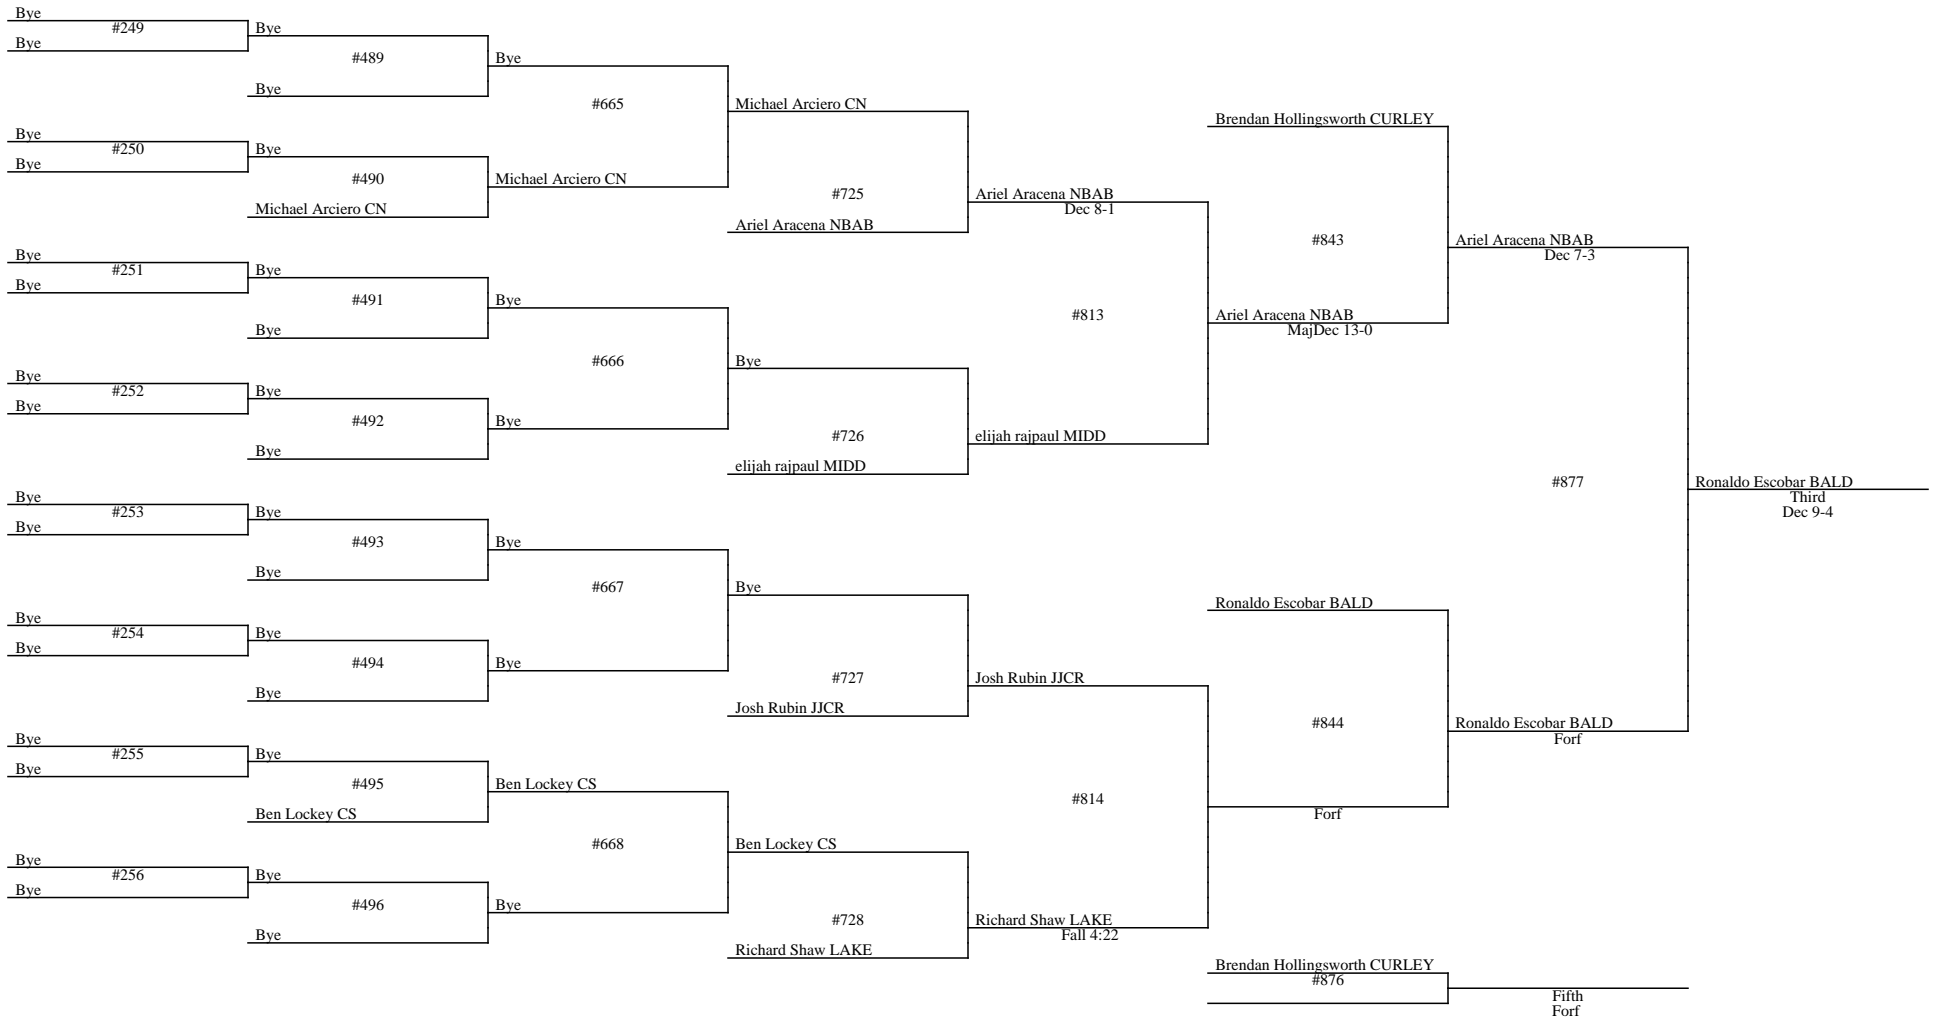 Bye
#249
Bye
Bye
#489
Bye
Bye
#250
Bye
Bye
#490
Michael Arciero CN
Bye
#665
Michael Arciero CN
Bye
#251
Bye
Bye
#491
Bye
Bye
#252
Bye
Bye
#492
Bye
Bye
#666
Bye
Michael Arciero CN
#725
Ariel Aracena NBAB
Bye
#726
elijah rajpaul MIDD
Ariel Aracena NBAB
Dec 8-1
#813
elijah rajpaul MIDD
Brendan Hollingsworth CURLEY
#843
Ariel Aracena NBAB
MajDec 13-0
Ariel Aracena NBAB
Dec 7-3
Bye
#253
Bye
Bye
#493
Bye
Bye
#254
Bye
Bye
#494
Bye
Bye
#667
Bye
Bye
#255
Bye
Bye
#495
Ben Lockey CS
Bye
#256
Bye
Bye
#496
Bye
Ben Lockey CS
#668
Bye
Bye
#727
Josh Rubin JJCR
Ben Lockey CS
#728
Richard Shaw LAKE
Josh Rubin JJCR
#814
Richard Shaw LAKE
Fall 4:22
Ronaldo Escobar BALD
#844
Forf
Ronaldo Escobar BALD
Forf
#877
Ronaldo Escobar BALD
Third
Dec 9-4
Brendan Hollingsworth CURLEY
#876
Fifth
Forf